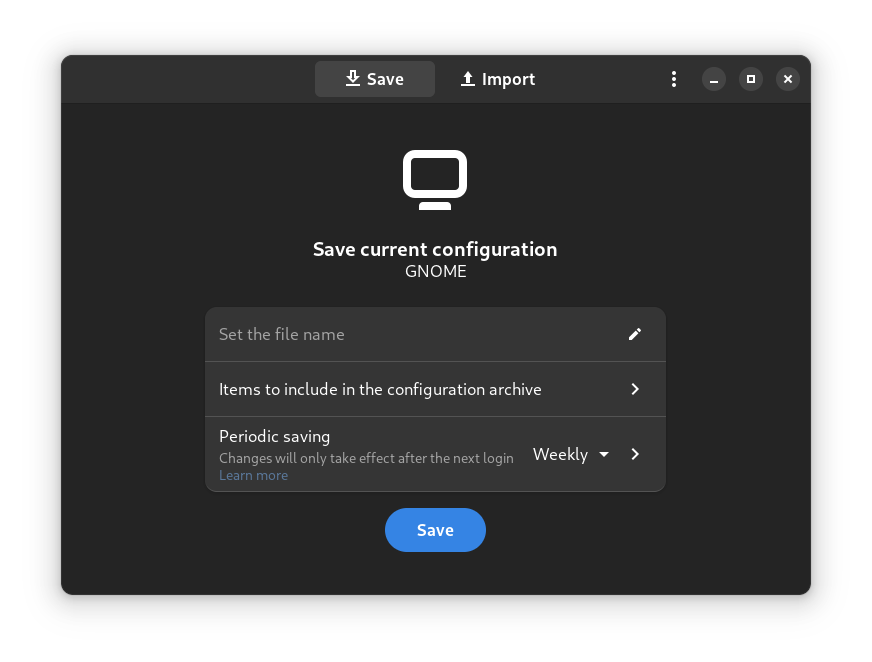 Save
Import
Save current configuration
GNOME
Set the file name
Items to include in the configuration archive
Periodic saving
Changes will only take effect after the next login
Learn more
Weekly
Save